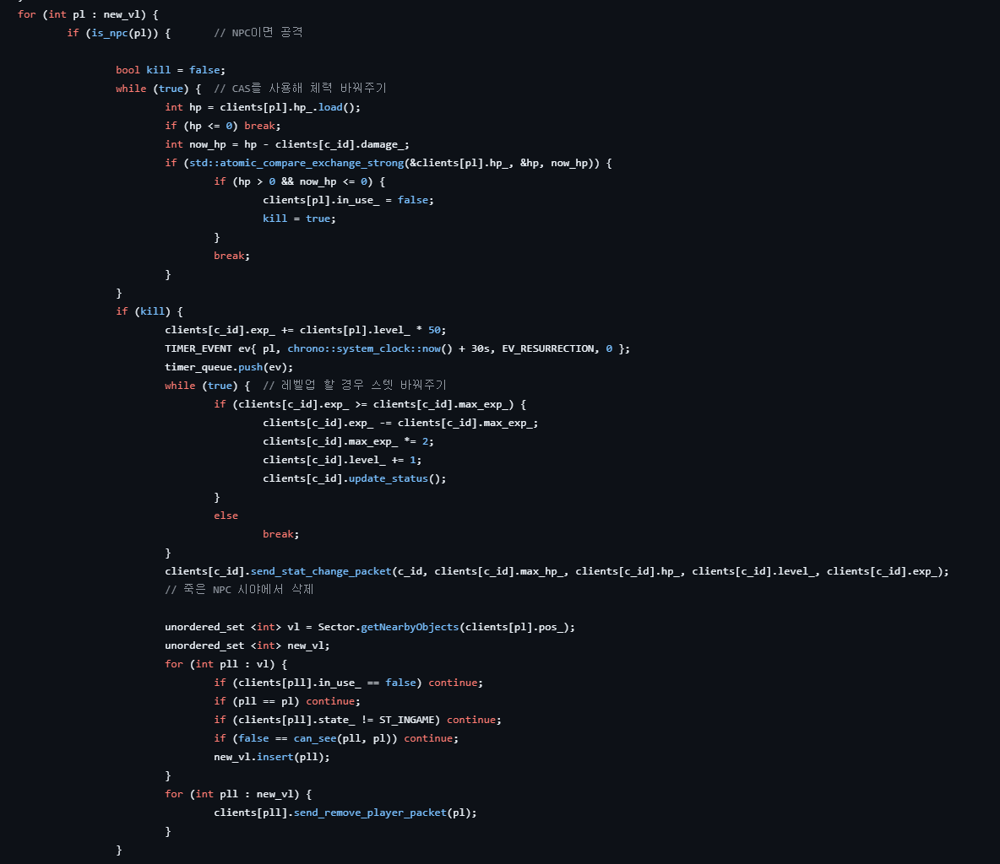 for (int pl : new_vl) {
if (is_npc(pl)) { // NPC이면 공격
bool kill = false;
while (true) { // CAS를 사용해 체력 바꿔주기
int hp = clients[pl].hp_.load();
if (hp <= 0) break;
int now_hp = hp - clients[c_id].damage_;
if (std::atomic_compare_exchange_strong(&clients[pl].hp_, &hp, now_hp)) {
if (hp > 0 && now_hp <= 0) {
clients[pl].in_use_ = false;
kill = true;
}
break;
}
}
if (kill) {
clients[c_id].exp_ += clients[pl].level_ * 50;
TIMER_EVENT ev{ pl, chrono::system_clock::now() + 30s, EV_RESURRECTION, 0 };
timer_queue.push(ev);
while (true) { // 레벨업 할 경우 스텟 바꿔주기
if (clients[c_id].exp_ >= clients[c_id].max_exp_) {
clients[c_id].exp_ -= clients[c_id].max_exp_;
clients[c_id].max_exp_ *= 2;
clients[c_id].level_ += 1;
clients[c_id].update_status();
}
else
break;
}
clients[c_id].send_stat_change_packet(c_id, clients[c_id].max_hp_, clients[c_id].hp_, clients[c_id].level_, clients[c_id].exp_);
// 죽은 NPC 시야에서 삭제
unordered_set <int> vl = Sector.getNearbyObjects(clients[pl].pos_);
unordered_set <int> new_vl;
for (int pll : vl) {
if (clients[pll].in_use_ == false) continue;
if (pll == pl) continue;
if (clients[pll].state_ != ST_INGAME) continue;
if (false == can_see(pll, pl)) continue;
new_vl.insert(pll);
}
for (int pll : new_vl) {
clients[pll].send_remove_player_packet(pl);
}
}